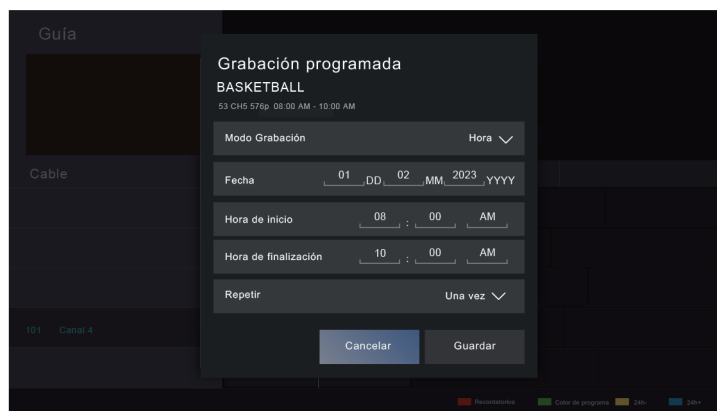 Guía
Grabación programada
BASKETBALL
53 CH5 576p 08:00 AM - 10:00 AM
Modo Grabación Hora
Cable
Fecha 01 DD 02 MM 2023 YYYY
Hora de inicio 08 : 00 AM
Hora de finalización 10 : 00 AM
Repetir Una vez
101 Canal 4
Cancelar Guardar
Recordatorios Color de programa 24h- 24h+